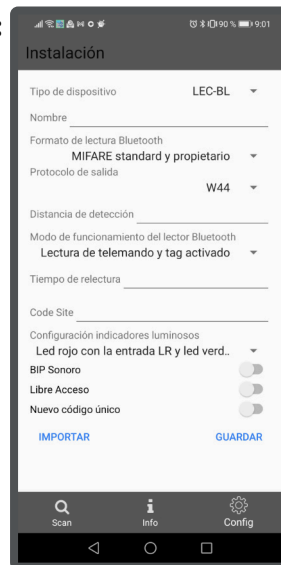 :
90 % 9:01
Instalación
Tipo de dispositivo LEC-BL
Nombre
Formato de lectura Bluetooth
MIFARE standard y propietario
Protocolo de salida
W44
Distancia de detección
Modo de funcionamiento del lector Bluetooth
Lectura de telemando y tag activado
Tiempo de relectura
Code Site
Configuración indicadores luminosos
Led rojo con la entrada LR y led verd..
BIP Sonoro
Libre Acceso
Nuevo código único
IMPORTAR GUARDAR
Scan Info Config